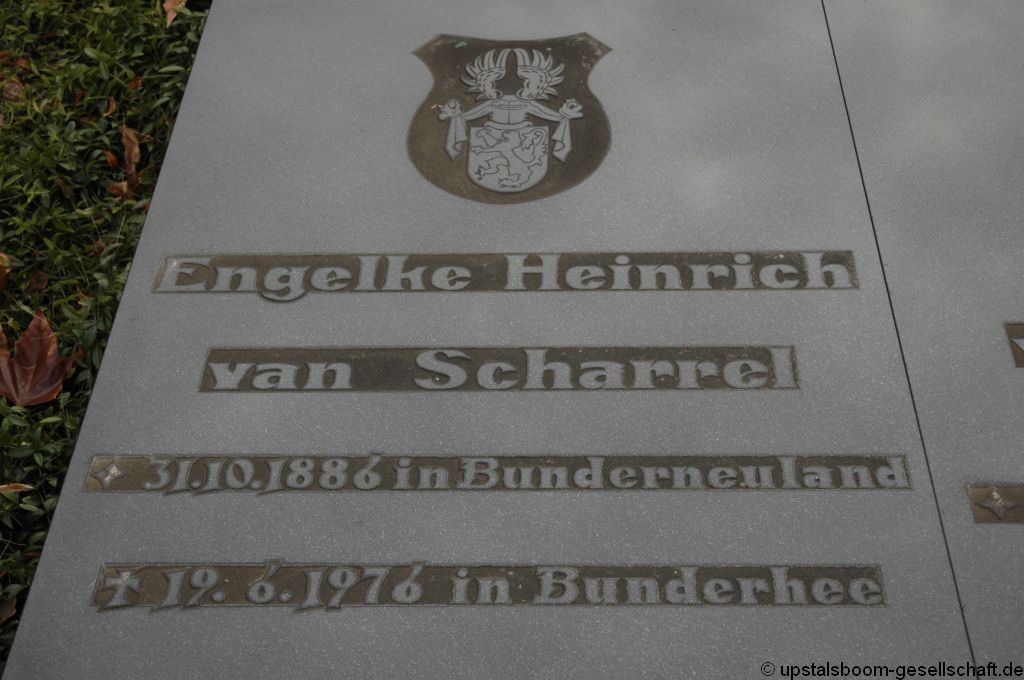 Engelke Heinrich
van Scharrel
31.10.1886 in Bunderneuland
19. 6. 1976 in Bunderhee
© upstalsboom-gesellschaft.de